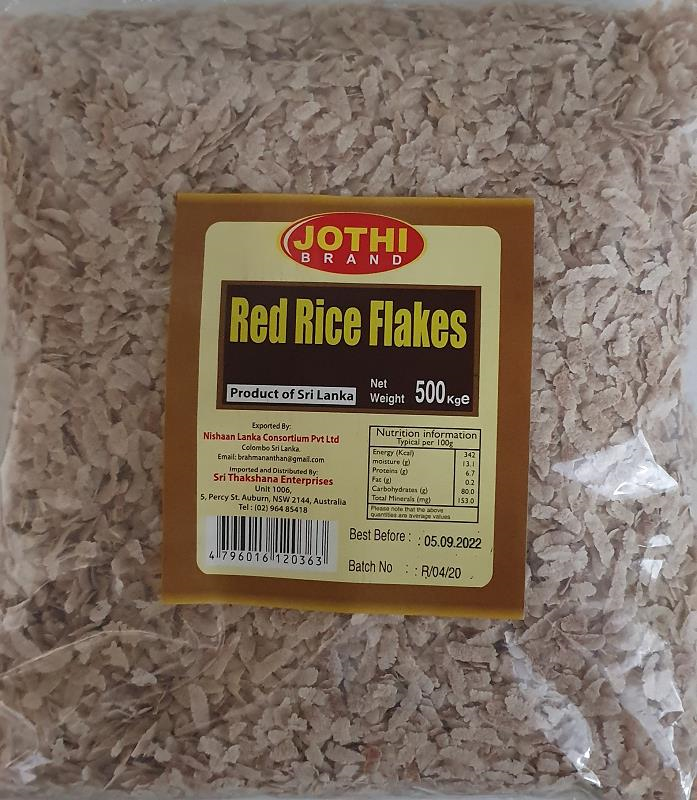 JOTHI
BRAND
Red Rice Flakes
Product of Sri Lanka
Net
Weight 500 Kge
Exported By:
Nishaan Lanka Consortium Pvt Ltd
Colombo Sri Lanka.
Email: brahmananthan@gmail.com
Imported and Distributed By:
Sri Thakshana Enterprises
Unit 1006,
5, Percy St. Auburn, NSW 2144, Australia
Tel : (02) 964 85418
4 796016 120363
Nutrition information
Typical per 100g
Energy (Kcal) 342
moisture (g) 13.1
Proteins (g) 6.7
Fat (g) 0.2
Carbohydrates (g) 80.0
Total Minerals (mg) 153.0
Please note that the above
quantities are average values
Best Before : : 05.09.2022
Batch No : : R/04/20